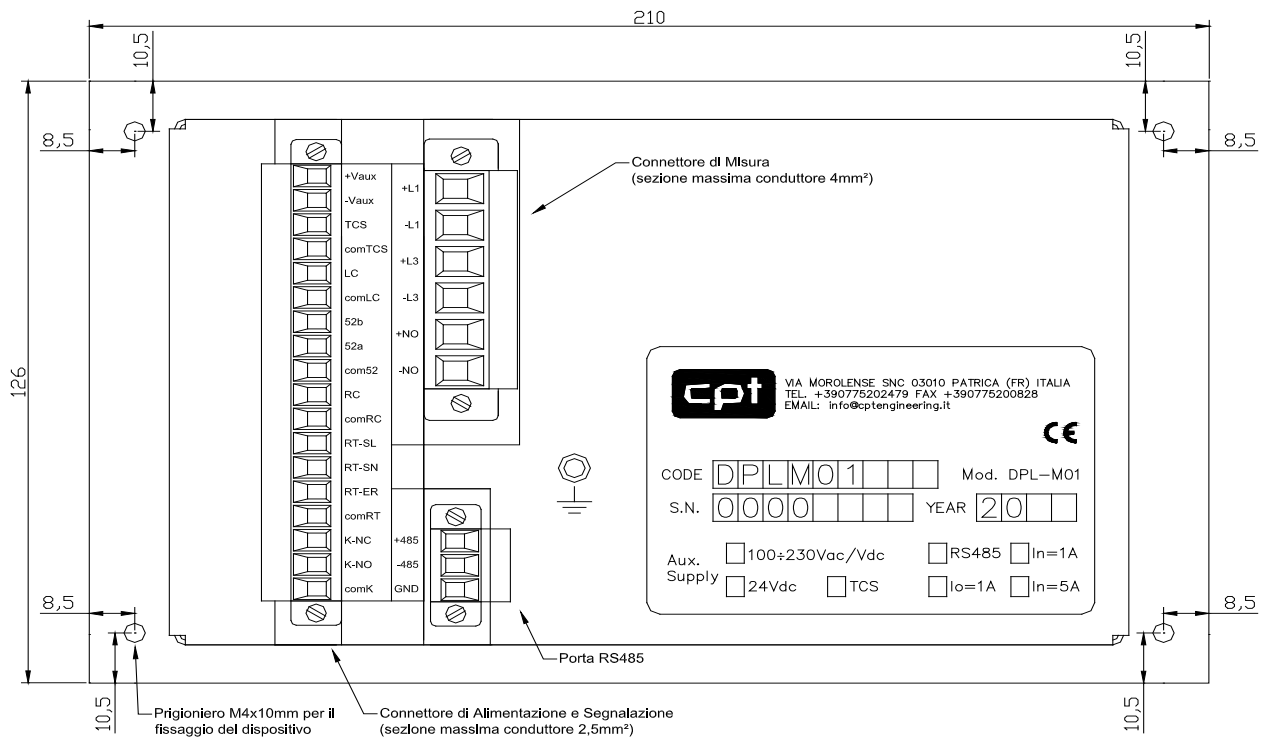 210
10,5
10,5
8,5
8,5
126
Connettore di Misura
(sezione massima conduttore 4mm²)
+Vaux
-Vaux
TCS
comTCS
LC
comLC
52b
52a
com52
RC
comRC
RT-SL
RT-SN
RT-ER
comRT
K-NC
K-NO
comK
+L1
-L1
+L3
-L3
+NO
-NO
+485
-485
GND
cpt
VIA MOROLENSE SNC 03010 PATRICA (FR) ITALIA
TEL. +390775202479 FAX +390775200828
EMAIL: info@cptengineering.it
CE
CODE DPLM01 Mod. DPL-M01
S.N. 0000 YEAR 20
Aux.
Supply
100÷230Vac/Vdc RS485 In=1A
24Vdc TCS Io=1A In=5A
8,5
8,5
Porta RS485
10,5
10,5
Prigioniero M4x10mm per il
fissaggio del dispositivo
Connettore di Alimentazione e Segnalazione
(sezione massima conduttore 2,5mm²)